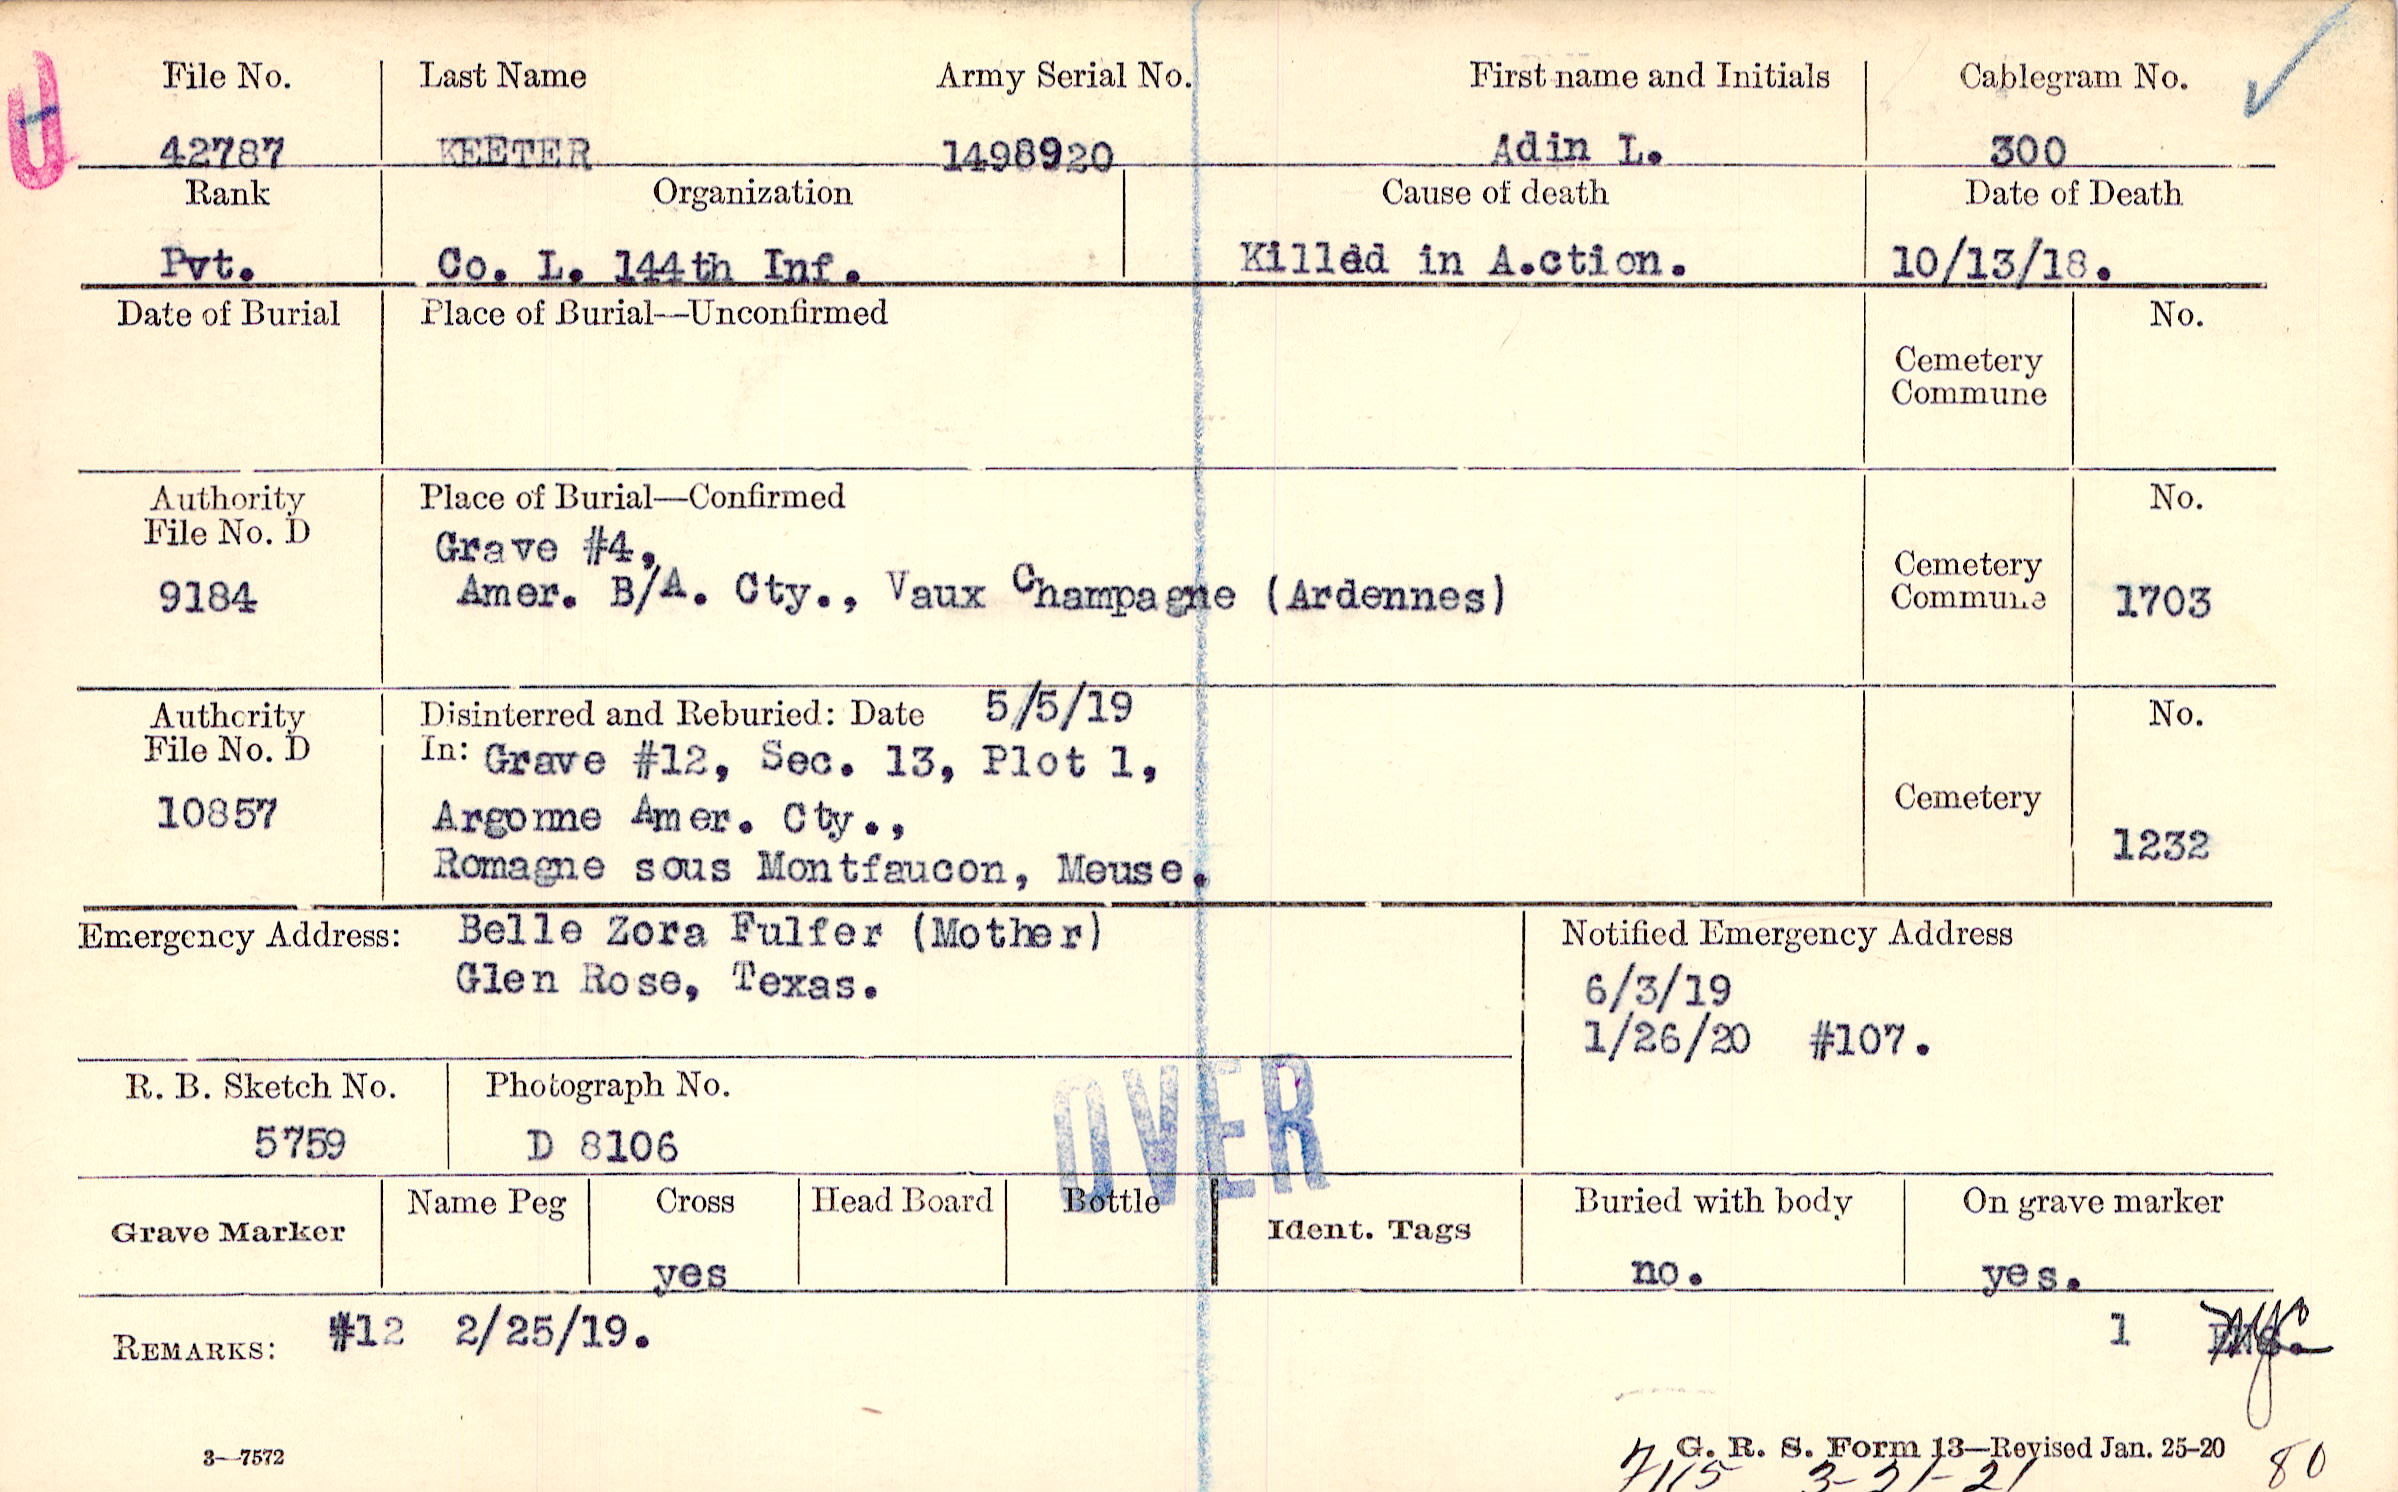 File No. Last Name Army Serial No. First name and Initials Cablegram No.
42787 KEETER 1498920 Adin L. 300
Rank Organization Cause of death Date of Death
Pvt. Co. L. 144th Inf. Killed in A.ction. 10/13/18.
Date of Burial Place of Burial—Unconfirmed No.
Cemetery
Commune
Authority Place of Burial—Confirmed No.
File No. D Grave #4,
Cemetery
9184 Amer. B/A. Cty., Vaux Champagne (Ardennes) Commune 1703
Authority Disinterred and Reburied: Date 5/5/19 No.
File No. D In: Grave #12, Sec. 13, Plot 1,
10857 Argonne Amer. Cty., Cemetery
Romagne sous Montfaucon, Meuse. 1232
Emergency Address: Belle Zora Fulfer (Mother) Notified Emergency Address
Glen Rose, Texas. 6/3/19
1/26/20 #107.
R. B. Sketch No. Photograph No.
5759 D 8106
OVER
Grave Marker Name Peg Cross Head Board Bottle Ident. Tags Buried with body On grave marker
yes no. yes.
REMARKS: #12 2/25/19. 1
3—7572 G. R. S. Form 13—Revised Jan. 25-20 80
3-21-21